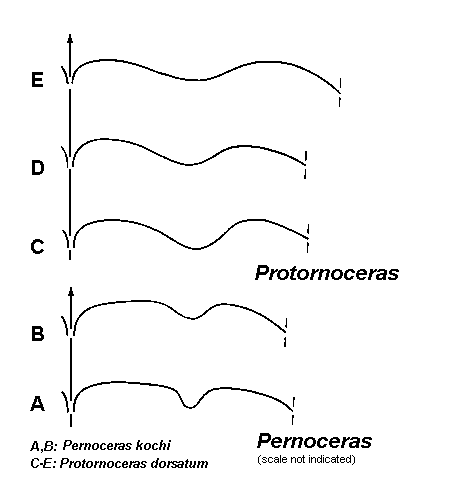 E
D
C
Protornoceras
B
A
Pernoceras
(scale not indicated)
A,B: Pernoceras kochi
C-E: Protornoceras dorsatum